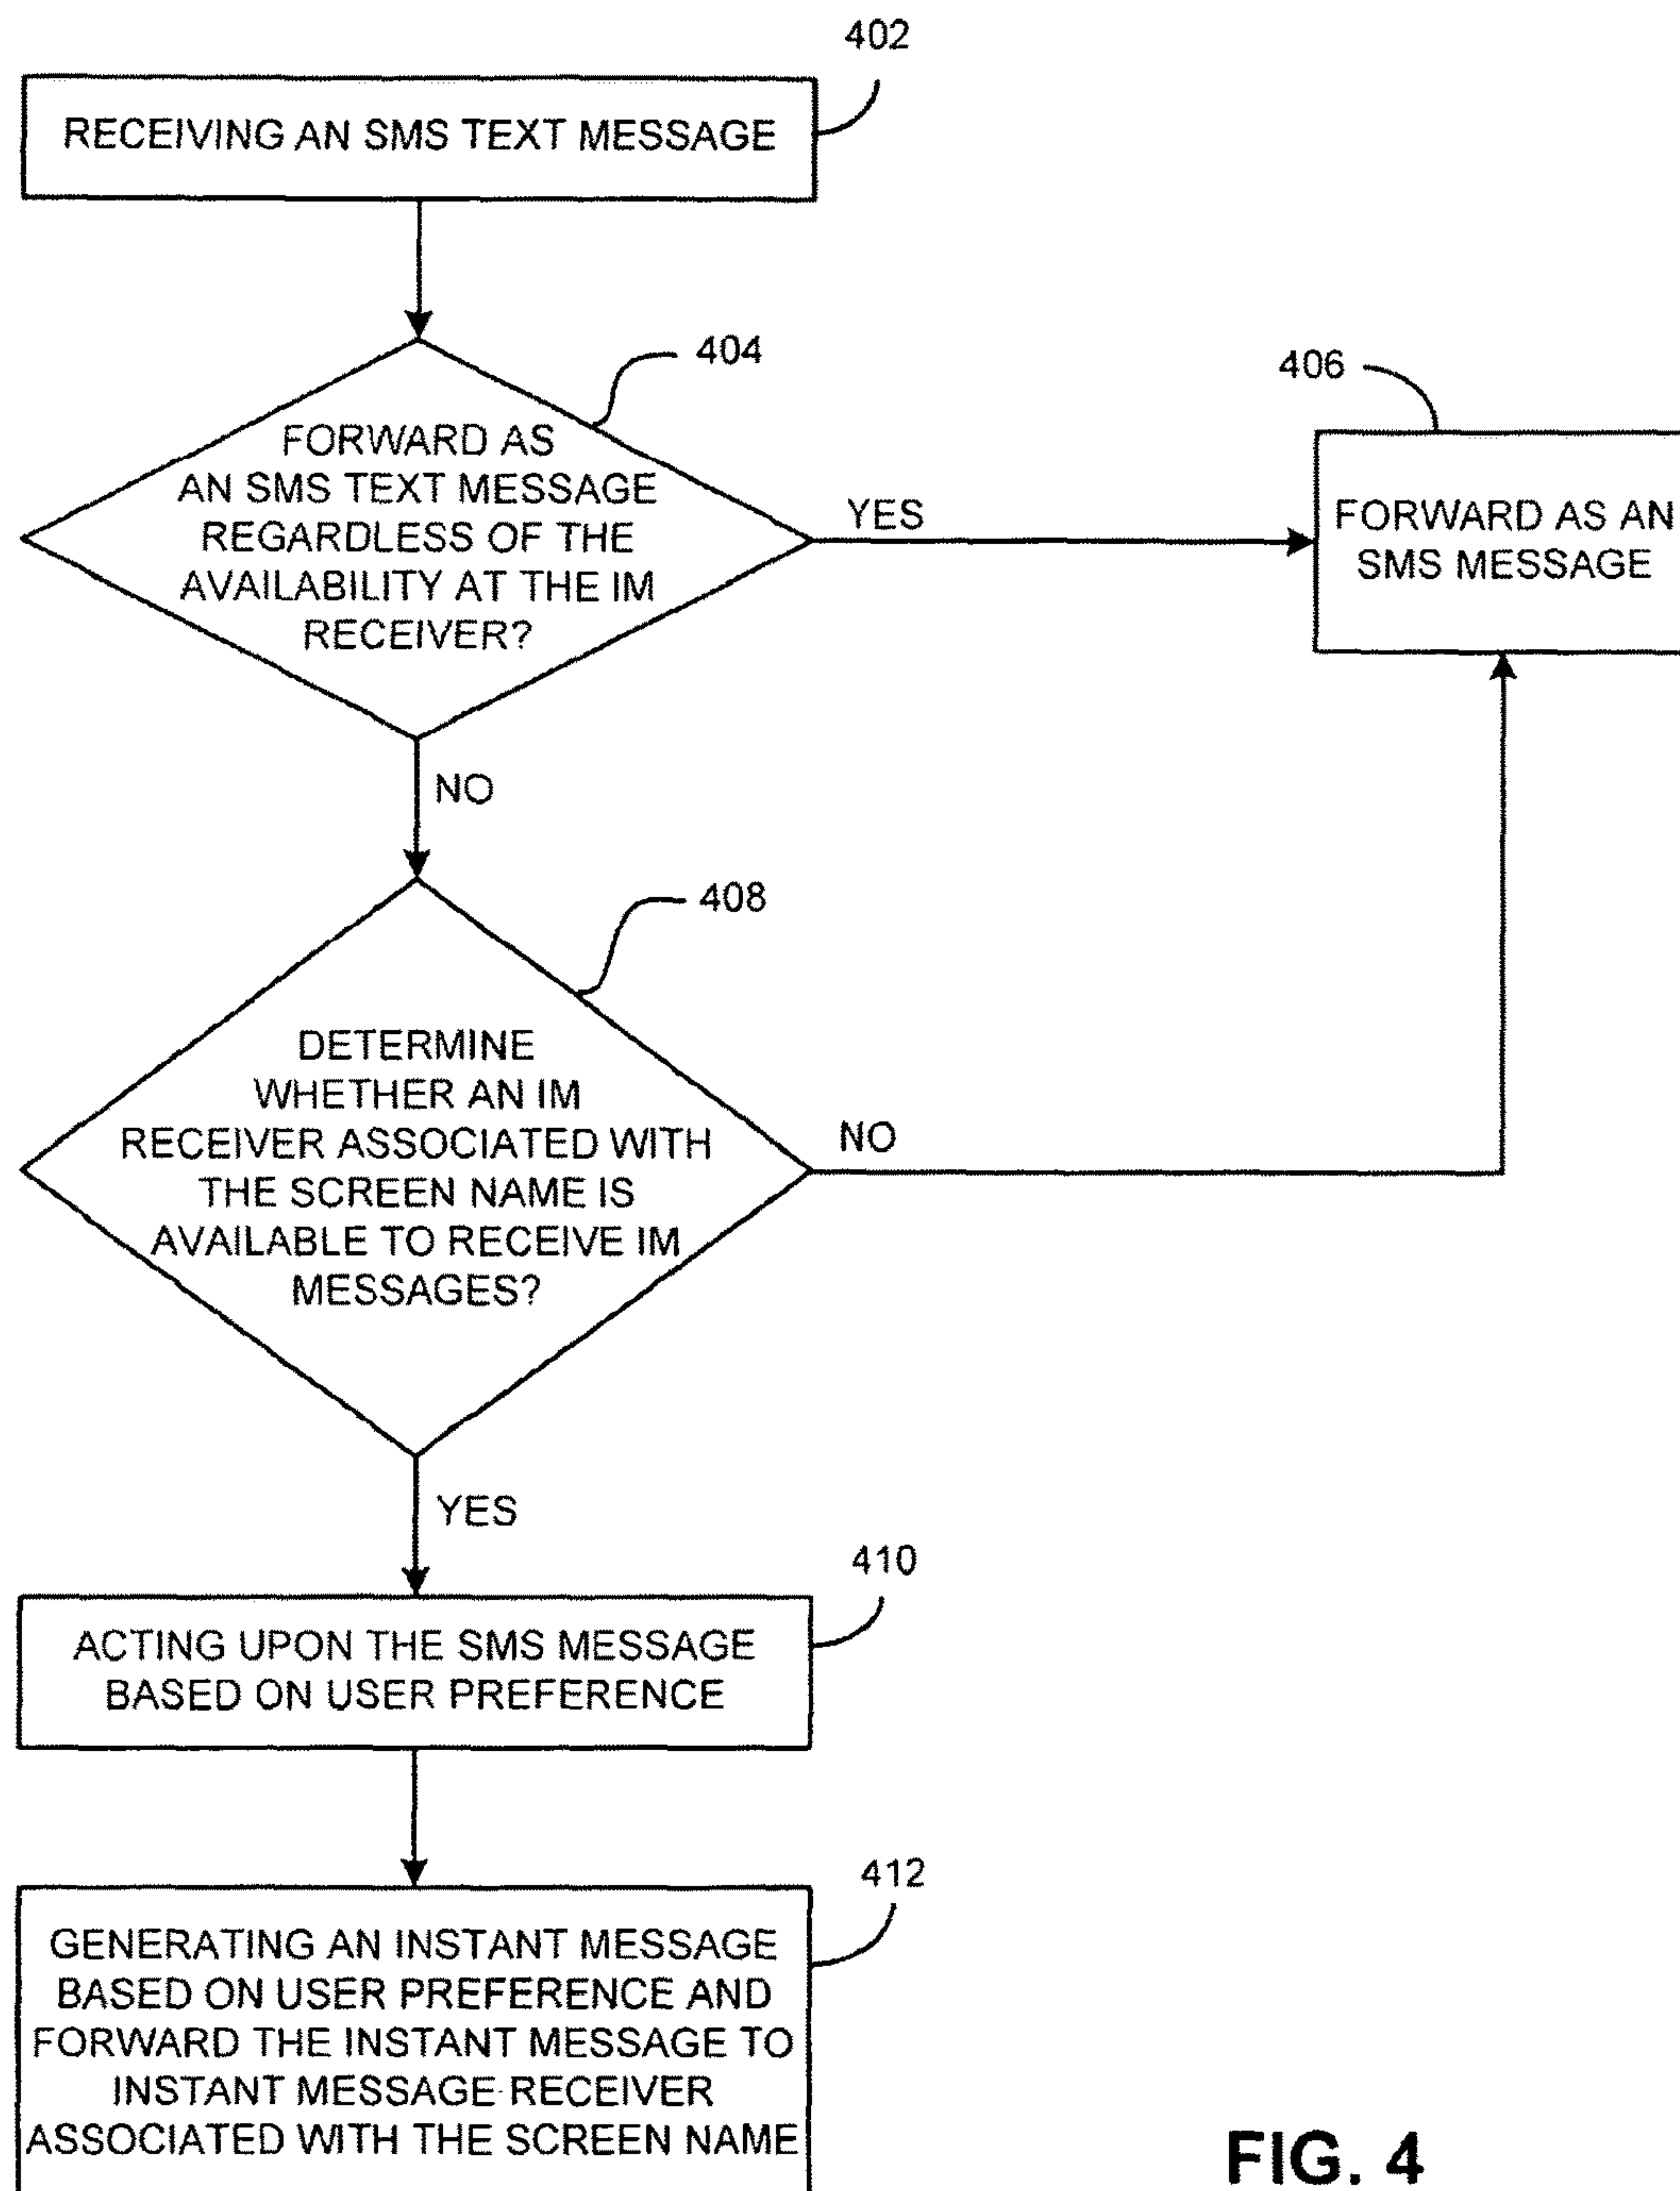 402
RECEIVING AN SMS TEXT MESSAGE
404
FORWARD AS
AN SMS TEXT MESSAGE
REGARDLESS OF THE
AVAILABILITY AT THE IM
RECEIVER?
YES
406
FORWARD AS AN
SMS MESSAGE
NO
408
DETERMINE
WHETHER AN IM
RECEIVER ASSOCIATED WITH
THE SCREEN NAME IS
AVAILABLE TO RECEIVE IM
MESSAGES?
NO
YES
410
ACTING UPON THE SMS MESSAGE
BASED ON USER PREFERENCE
412
GENERATING AN INSTANT MESSAGE
BASED ON USER PREFERENCE AND
FORWARD THE INSTANT MESSAGE TO
INSTANT MESSAGE RECEIVER
ASSOCIATED WITH THE SCREEN NAME
FIG. 4